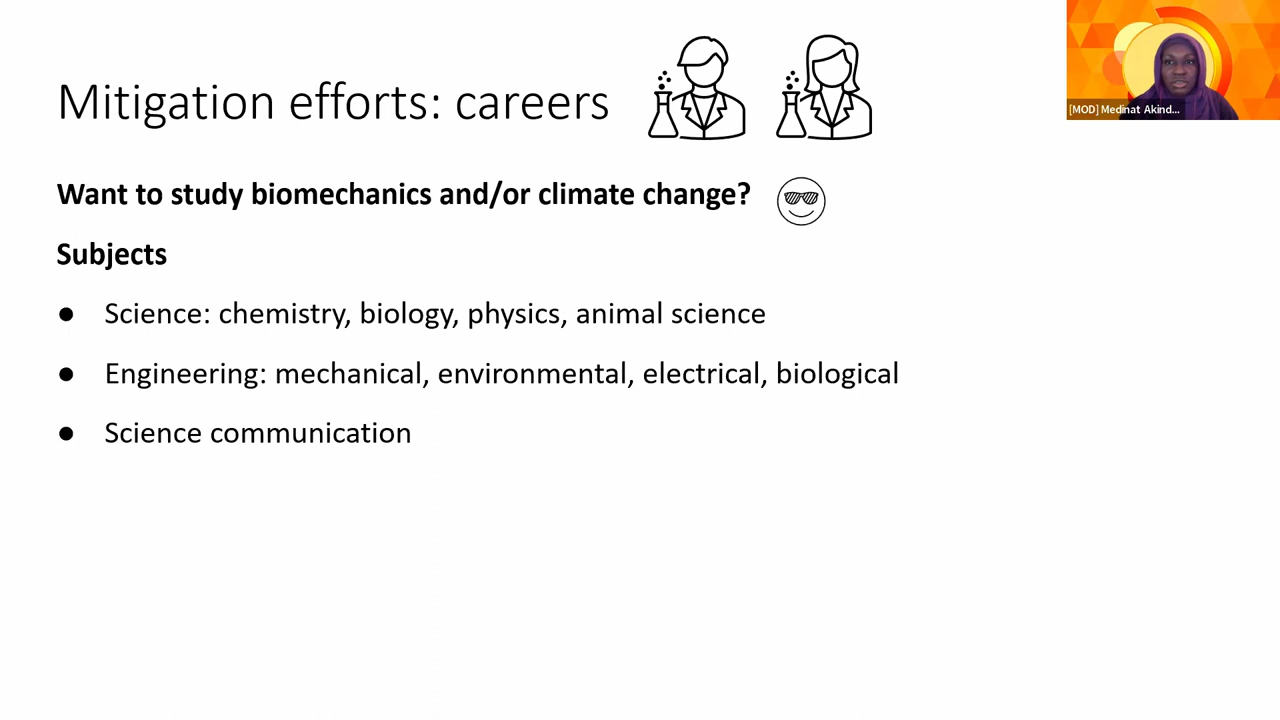 Mitigation efforts: careers
[MOD] Medinat Akind...
Want to study biomechanics and/or climate change?
Subjects
● Science: chemistry, biology, physics, animal science
● Engineering: mechanical, environmental, electrical, biological
● Science communication